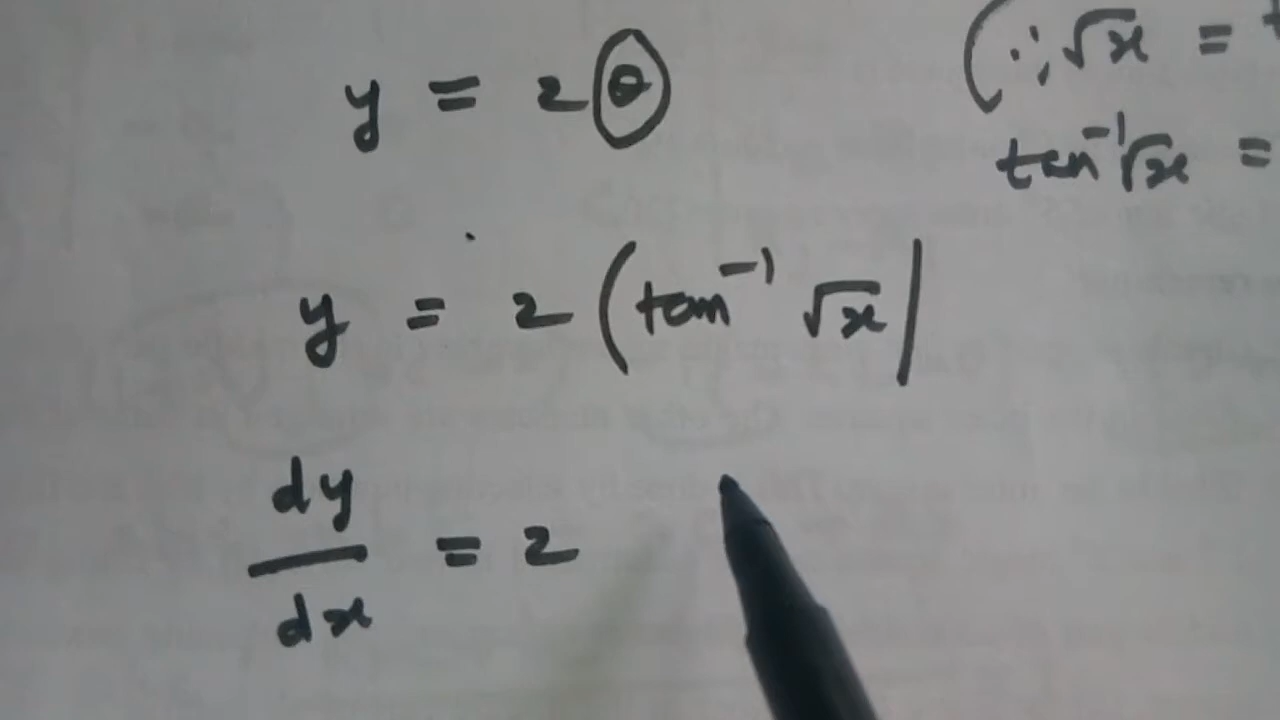 y = 2θ
(∵ √x =
tan⁻¹√x =
y = 2 (tan⁻¹ √x)
dy/dx = 2